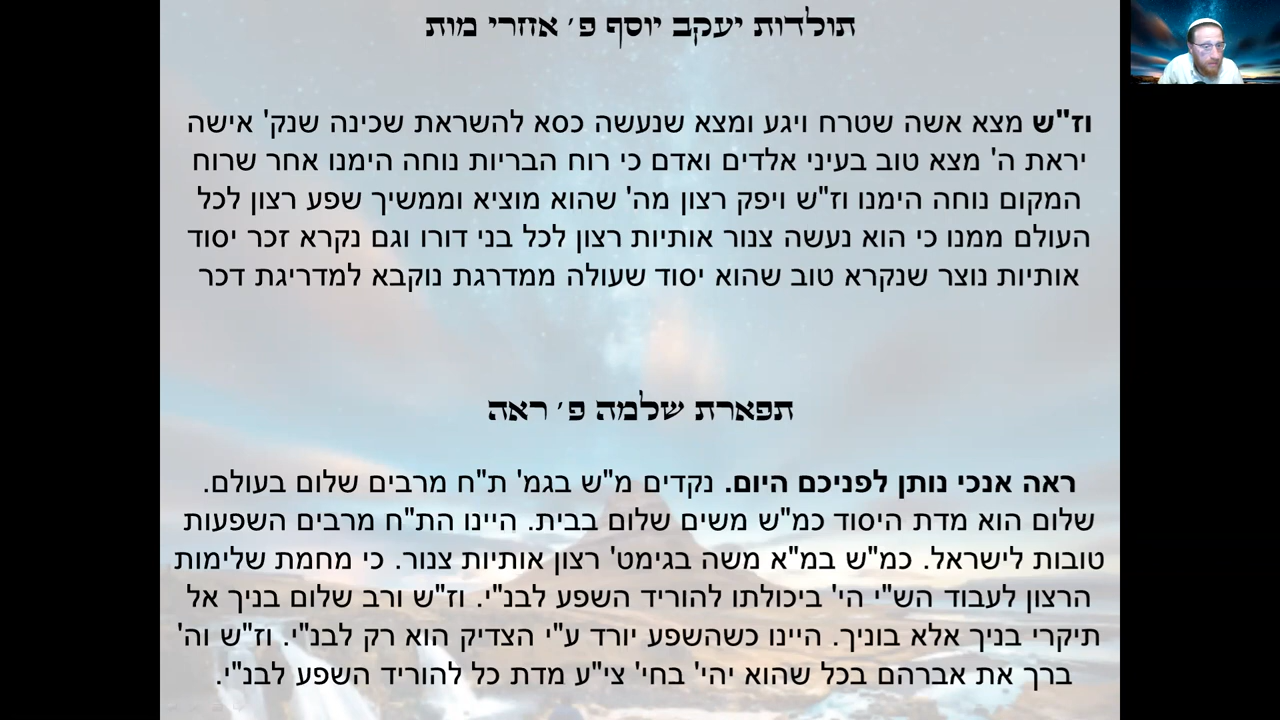 תולדות יעקב יוסף פ׳ אחרי מות
וז"ש מצא אשה שטרח ויגע ומצא שנעשה כסא להשראת שכינה שנק' אישה
יראת ה' מצא טוב בעיני אלדים ואדם כי רוח הבריות נוחה הימנו אחר שרוח
המקום נוחה הימנו וז"ש ויפק רצון מה' שהוא מוציא וממשיך שפע רצון לכל
העולם ממנו כי הוא נעשה צנור אותיות רצון לכל בני דורו וגם נקרא זכר יסוד
אותיות נוצר שנקרא טוב שהוא יסוד שעולה ממדרגת נוקבא למדריגת דכר
תפארת שלמה פ׳ ראה
ראה אנכי נותן לפניכם היום. נקדים מ"ש בגמ' ת"ח מרבים שלום בעולם.
שלום הוא מדת היסוד כמ"ש משים שלום בבית. היינו הת"ח מרבים השפעות
טובות לישראל. כמ"ש במ"א משה בגימט' רצון אותיות צנור. כי מחמת שלימות
הרצון לעבוד הש"י הי' ביכולתו להוריד השפע לבנ"י. וז"ש ורב שלום בניך אל
תיקרי בניך אלא בוניך. היינו כשהשפע יורד ע"י הצדיק הוא רק לבנ"י. וז"ש וה'
ברך את אברהם בכל שהוא יהי' בחי' צי"ע מדת כל להוריד השפע לבנ"י.